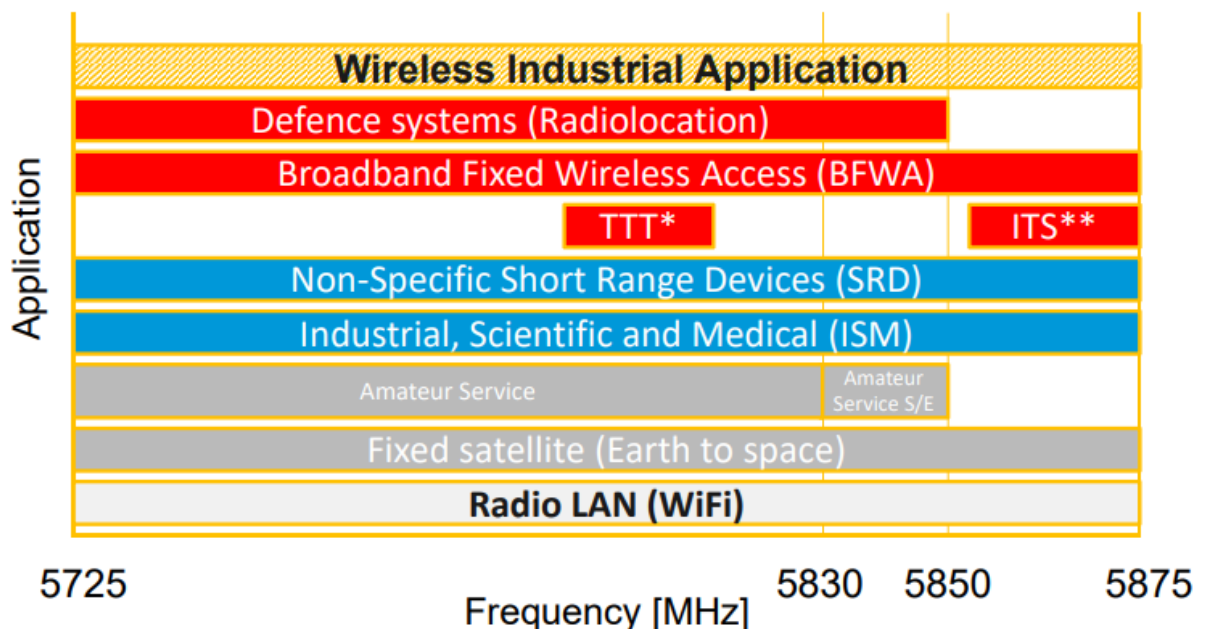 Wireless Industrial Application
Defence systems (Radiolocation)
Broadband Fixed Wireless Access (BFWA)
TTT*
ITS**
Non-Specific Short Range Devices (SRD)
Industrial, Scientific and Medical (ISM)
Amateur Service
Amateur
Service S/E
Fixed satellite (Earth to space)
Radio LAN (WiFi)
Application
5725
5830
5850
5875
Frequency [MHz]